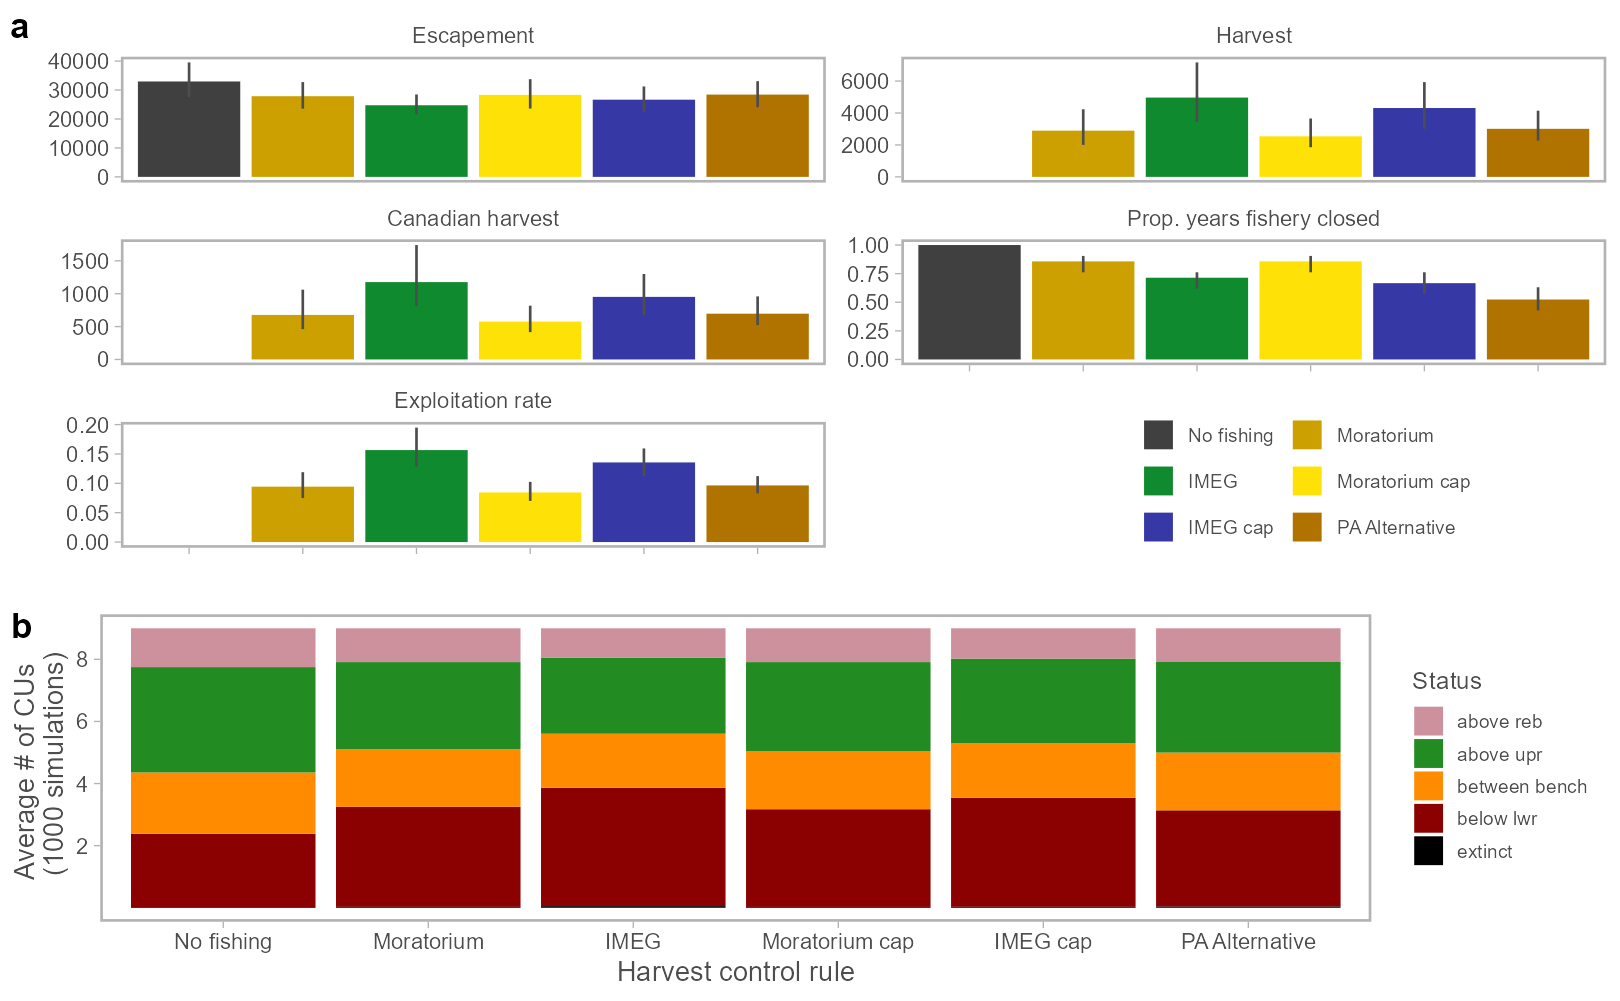 a
Escapement
40000
30000
20000
10000
0
Harvest
6000
4000
2000
0
Canadian harvest
1500
1000
500
0
Prop. years fishery closed
1.00
0.75
0.50
0.25
0.00
Exploitation rate
0.20
0.15
0.10
0.05
0.00
No fishing
Moratorium
IMEG
Moratorium cap
IMEG cap
PA Alternative
b
Average # of CUs
(1000 simulations)
8
6
4
2
No fishing
Moratorium
IMEG
Moratorium cap
IMEG cap
PA Alternative
Harvest control rule
Status
above reb
above upr
between bench
below lwr
extinct